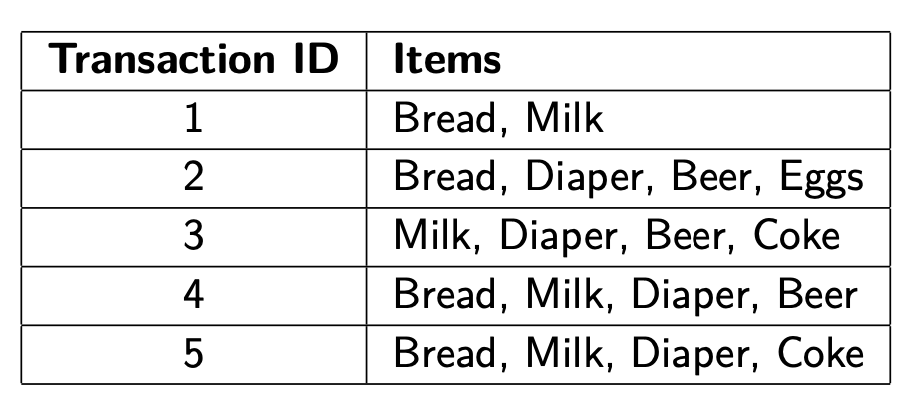 Transaction ID Items
1 Bread, Milk
2 Bread, Diaper, Beer, Eggs
3 Milk, Diaper, Beer, Coke
4 Bread, Milk, Diaper, Beer
5 Bread, Milk, Diaper, Coke